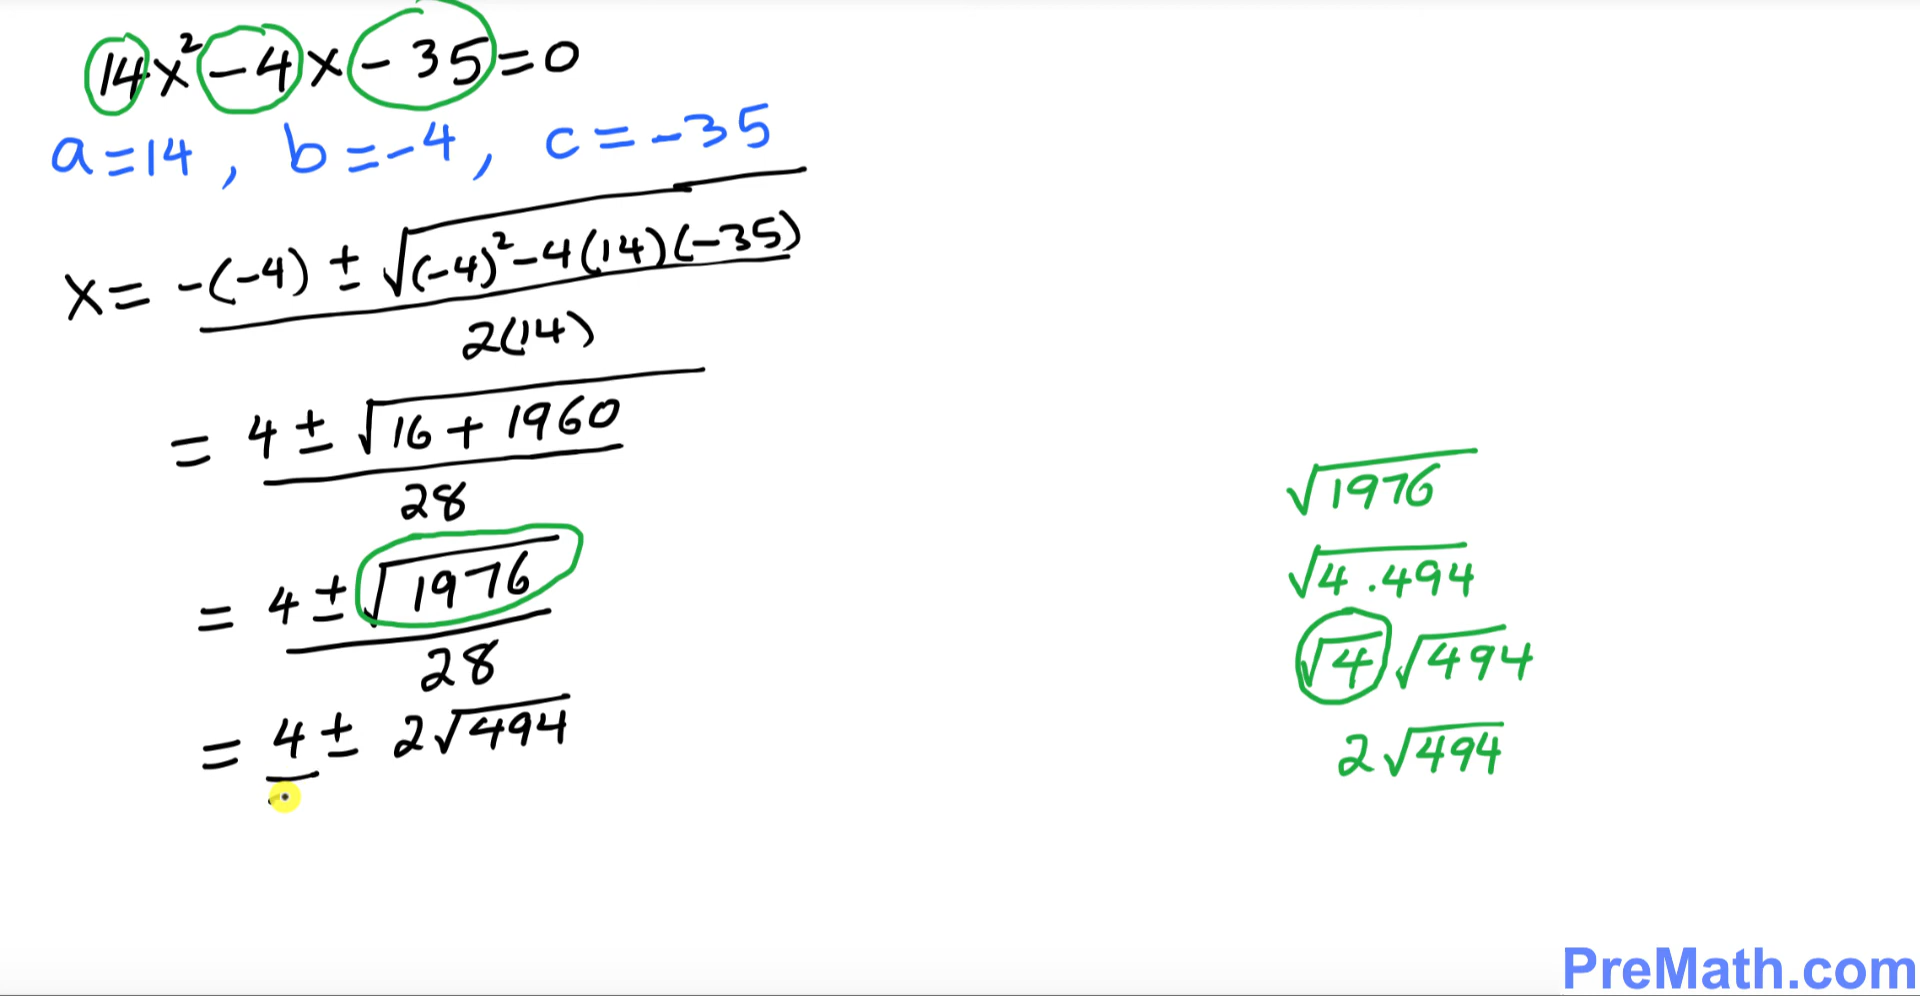 14x² - 4x - 35 = 0
a = 14 , b = -4 , c = -35
x = -(-4) ± √(-4)² - 4(14)(-35)
2(14)
= 4 ± √16 + 1960
28
= 4 ± √1976
28
= 4 ± 2√494
√1976
√4 . 494
√4 √494
2√494
PreMath.com